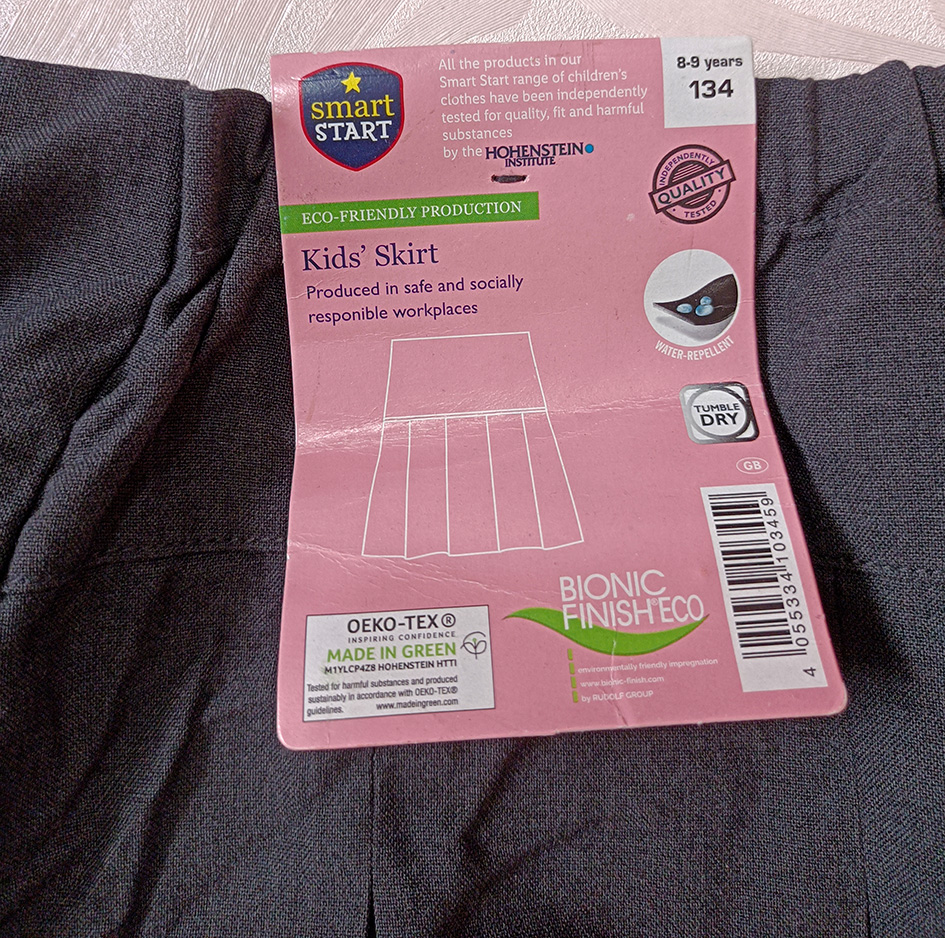 smart
START
All the products in our
Smart Start range of children's
clothes have been independently
tested for quality, fit and harmful
substances
by the HOHENSTEIN
INSTITUTE
8-9 years
134
INDEPENDENTLY
QUALITY
TESTED
ECO-FRIENDLY PRODUCTION
Kids' Skirt
Produced in safe and socially
responible workplaces
WATER-REPELLENT
TUMBLE
DRY
GB
4 055334 103459
BIONIC
FINISH®ECO
environmentally friendly impregnation
www.bionic-finish.com
by RUDOLF GROUP
OEKO-TEX®
INSPIRING CONFIDENCE
MADE IN GREEN
M1YLCP4Z8 HOHENSTEIN HTTI
Tested for harmful substances and produced
sustainably in accordance with OEKO-TEX®
guidelines. www.madeingreen.com